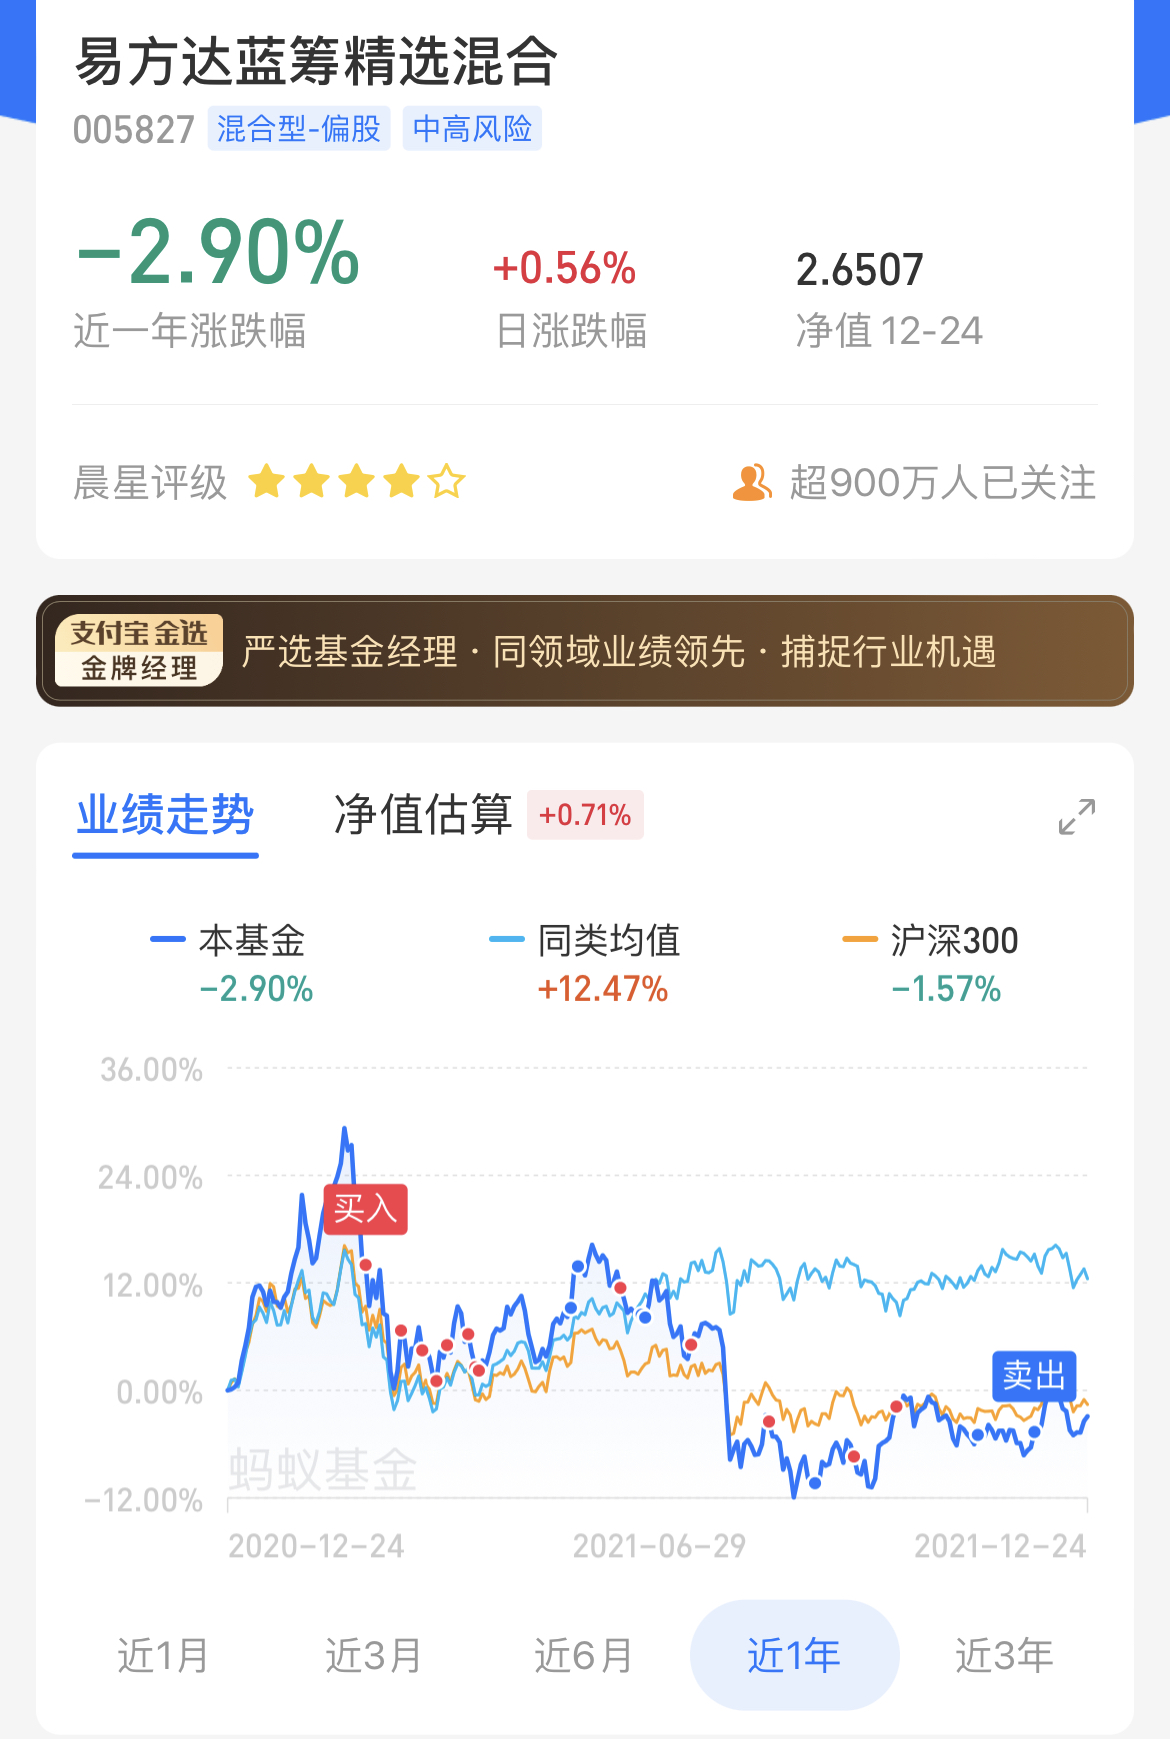 易方达蓝筹精选混合
005827 混合型-偏股 中高风险
-2.90% +0.56% 2.6507
近一年涨跌幅 日涨跌幅 净值 12-24
晨星评级 超900万人已关注
支付宝 金选
金牌经理
严选基金经理·同领域业绩领先·捕捉行业机遇
业绩走势 净值估算 +0.71%
本基金 同类均值 沪深300
-2.90% +12.47% -1.57%
36.00%
24.00%
买入
12.00%
卖出
0.00%
蚂蚁基金
-12.00%
2020-12-24 2021-06-29 2021-12-24
近1月 近3月 近6月 近1年 近3年